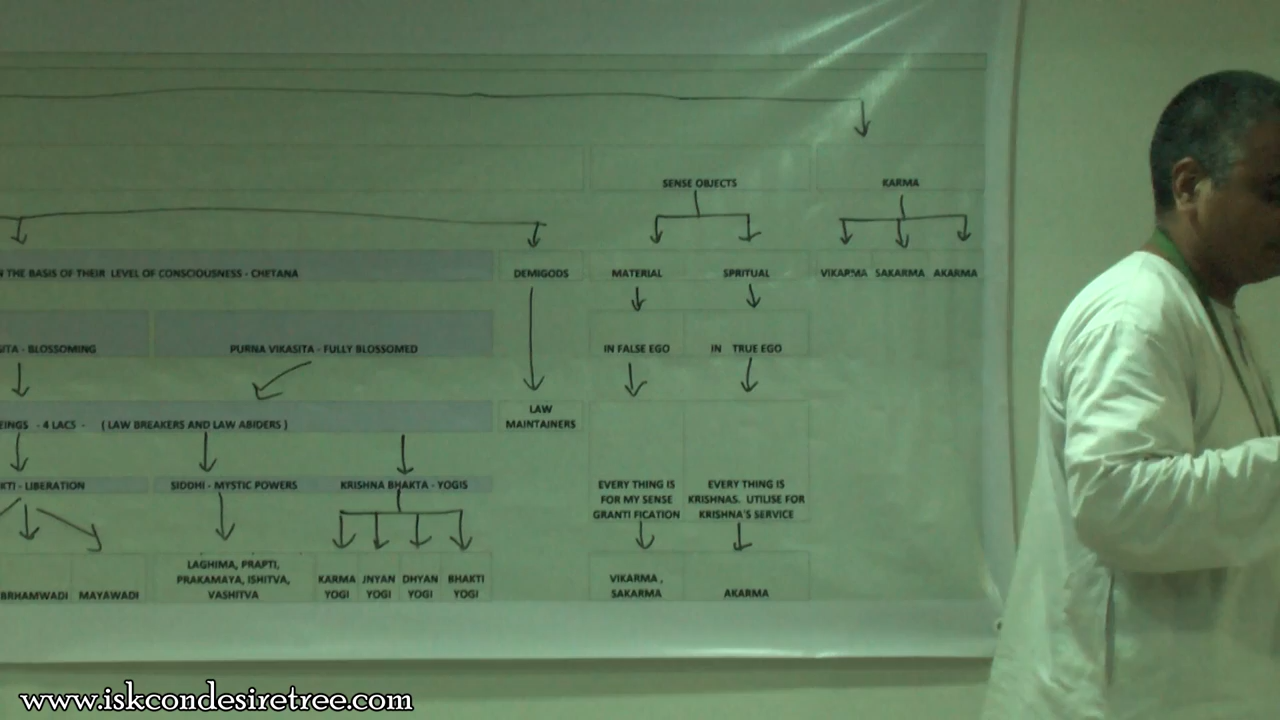 SENSE OBJECTS
KARMA
THE BASIS OF THEIR LEVEL OF CONSCIOUSNESS - CHETANA
DEMIGODS
MATERIAL
SPRITUAL
VIKARMA
SAKARMA
AKARMA
- BLOSSOMING
PURNA VIKASITA - FULLY BLOSSOMED
IN FALSE EGO
IN TRUE EGO
- 4 LACS - ( LAW BREAKERS AND LAW ABIDERS )
LAW
MAINTAINERS
- LIBERATION
SIDDHI - MYSTIC POWERS
KRISHNA BHAKTA - YOGIS
EVERY THING IS
FOR MY SENSE
GRANTI FICATION
EVERY THING IS
KRISHNAS. UTILISE FOR
KRISHNA'S SERVICE
BRHAMWADI
MAYAWADI
LAGHIMA, PRAPTI,
PRAKAMAYA, ISHITVA,
VASHITVA
KARMA
YOGI
JNYAN
YOGI
DHYAN
YOGI
BHAKTI
YOGI
VIKARMA ,
SAKARMA
AKARMA
www.iskcondesiretree.com